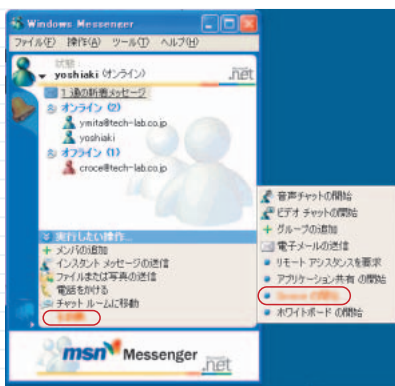 Windows Messenger
ファイル(F) 操作(A) ツール(T) ヘルプ(H)
状態:
yoshiaki (オンライン)
.net
1 通の新着メッセージ
オンライン (2)
ymita@tech-lab.co.jp
yoshiaki
オフライン (1)
croce@tech-lab.co.jp
実行したい操作...
メンバの追加
インスタント メッセージの送信
ファイルまたは写真の送信
電話をかける
チャット ルームに移動
音声チャットの開始
ビデオ チャットの開始
グループの追加
電子メールの送信
リモート アシスタンスを要求
アプリケーション共有 の開始
の開始
ホワイトボード の開始
msn Messenger .net